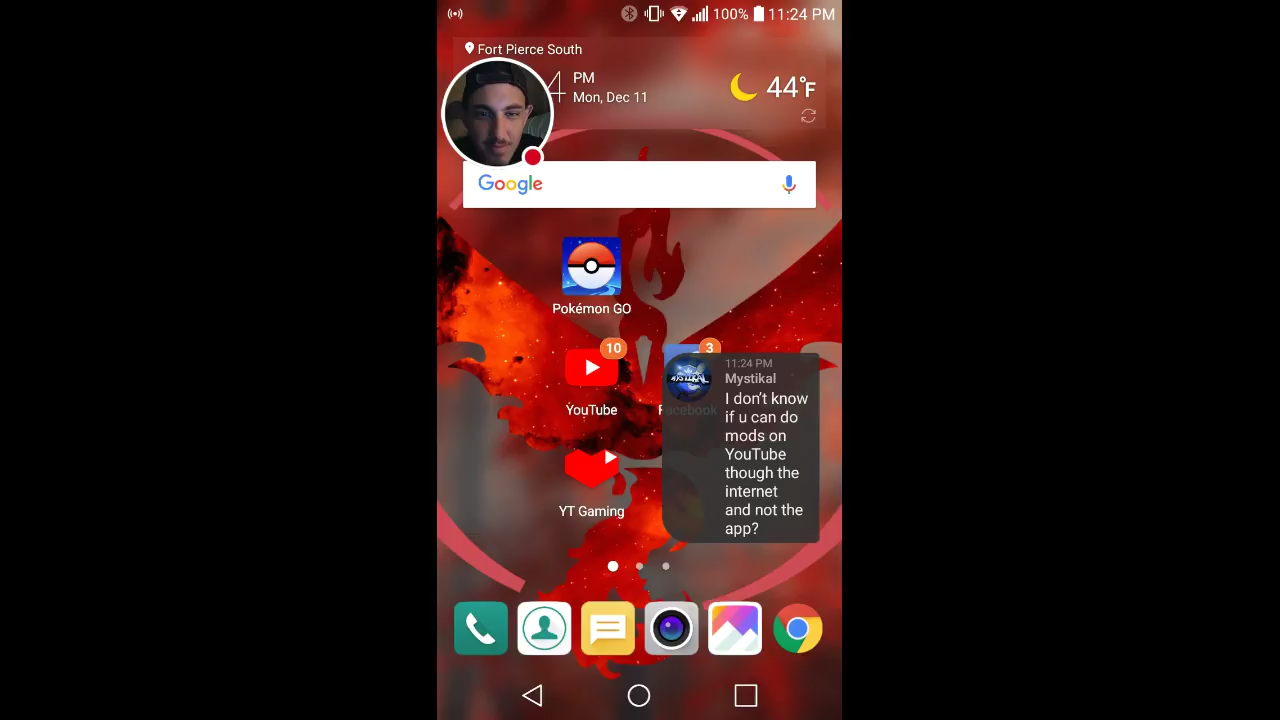 100% 11:24 PM
Fort Pierce South
4 PM
Mon, Dec 11
44°F
Google
Pokémon GO
10
3
YouTube
Facebook
11:24 PM
Mystikal
I don't know
if u can do
mods on
YouTube
though the
internet
and not the
app?
YT Gaming